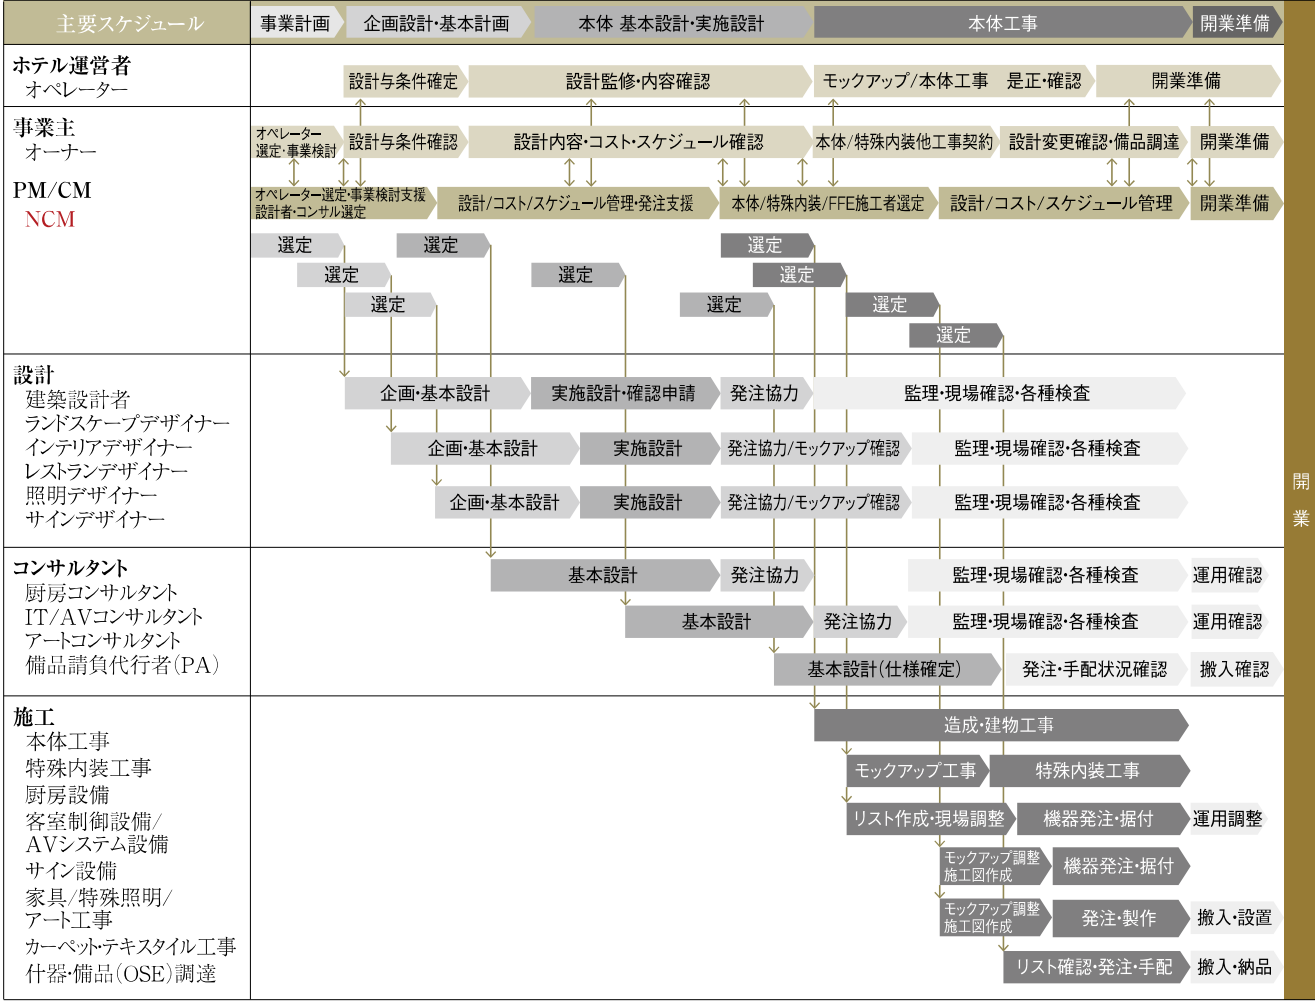 主要スケジュール
事業計画
企画設計・基本計画
本体 基本設計・実施設計
本体工事
開業準備
ホテル運営者
オペレーター
設計与条件確定
設計監修・内容確認
モックアップ/本体工事 是正・確認
開業準備
事業主
オーナー
オペレーター
選定・事業検討
設計与条件確認
設計内容・コスト・スケジュール確認
本体/特殊内装他工事契約
設計変更確認・備品調達
開業準備
PM/CM
NCM
オペレーター選定・事業検討支援
設計者・コンサル選定
設計/コスト/スケジュール管理・発注支援
本体/特殊内装/FFE施工者選定
設計/コスト/スケジュール管理
開業準備
選定
選定
選定
選定
選定
選定
選定
選定
選定
選定
設計
建築設計者
ランドスケープデザイナー
インテリアデザイナー
レストランデザイナー
照明デザイナー
サインデザイナー
企画・基本設計
実施設計・確認申請
発注協力
監理・現場確認・各種検査
企画・基本設計
実施設計
発注協力/モックアップ確認
監理・現場確認・各種検査
企画・基本設計
実施設計
発注協力/モックアップ確認
監理・現場確認・各種検査
コンサルタント
厨房コンサルタント
IT/AVコンサルタント
アートコンサルタント
備品請負代行者(PA)
基本設計
発注協力
監理・現場確認・各種検査
運用確認
基本設計
発注協力
監理・現場確認・各種検査
運用確認
基本設計(仕様確定)
発注・手配状況確認
搬入確認
施工
本体工事
特殊内装工事
厨房設備
客室制御設備/
AVシステム設備
サイン設備
家具/特殊照明/
アート工事
カーペット・テキスタイル工事
什器・備品(OSE)調達
造成・建物工事
モックアップ工事
特殊内装工事
リスト作成・現場調整
機器発注・据付
運用調整
モックアップ調整
施工図作成
機器発注・据付
モックアップ調整
施工図作成
発注・製作
搬入・設置
リスト確認・発注・手配
搬入・納品
開業